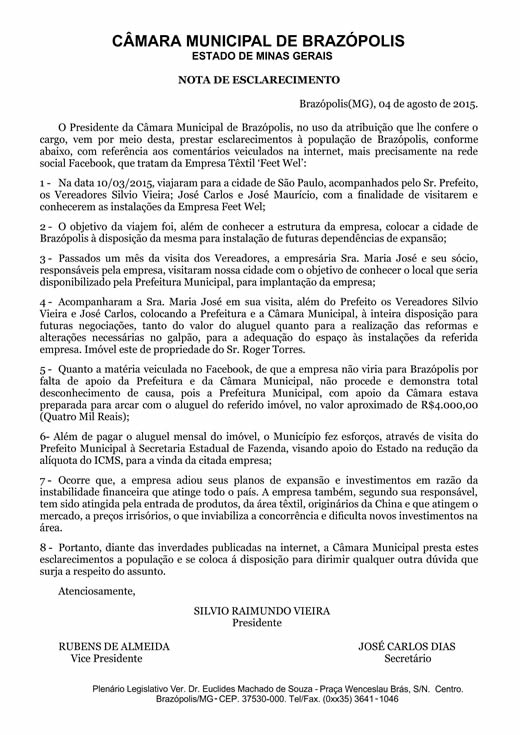 CÂMARA MUNICIPAL DE BRAZÓPOLIS
ESTADO DE MINAS GERAIS
NOTA DE ESCLARECIMENTO
Brazópolis(MG), 04 de agosto de 2015.
O Presidente da Câmara Municipal de Brazópolis, no uso da atribuição que lhe confere o
cargo, vem por meio desta, prestar esclarecimentos à população de Brazópolis, conforme
abaixo, com referência aos comentários veiculados na internet, mais precisamente na rede
social Facebook, que tratam da Empresa Têxtil ‘Feet Wel’:
1 - Na data 10/03/2015, viajaram para a cidade de São Paulo, acompanhados pelo Sr. Prefeito,
os Vereadores Silvio Vieira; José Carlos e José Maurício, com a finalidade de visitarem e
conhecerem as instalações da Empresa Feet Wel;
2 - O objetivo da viajem foi, além de conhecer a estrutura da empresa, colocar a cidade de
Brazópolis à disposição da mesma para instalação de futuras dependências de expansão;
3 - Passados um mês da visita dos Vereadores, a empresária Sra. Maria José e seu sócio,
responsáveis pela empresa, visitaram nossa cidade com o objetivo de conhecer o local que seria
disponibilizado pela Prefeitura Municipal, para implantação da empresa;
4 - Acompanharam a Sra. Maria José em sua visita, além do Prefeito os Vereadores Silvio
Vieira e José Carlos, colocando a Prefeitura e a Câmara Municipal, à inteira disposição para
futuras negociações, tanto do valor do aluguel quanto para a realização das reformas e
alterações necessárias no galpão, para a adequação do espaço às instalações da referida
empresa. Imóvel este de propriedade do Sr. Roger Torres.
5 - Quanto a matéria veiculada no Facebook, de que a empresa não viria para Brazópolis por
falta de apoio da Prefeitura e da Câmara Municipal, não procede e demonstra total
desconhecimento de causa, pois a Prefeitura Municipal, com apoio da Câmara estava
preparada para arcar com o aluguel do referido imóvel, no valor aproximado de R$4.000,00
(Quatro Mil Reais);
6- Além de pagar o aluguel mensal do imóvel, o Município fez esforços, através de visita do
Prefeito Municipal à Secretaria Estadual de Fazenda, visando apoio do Estado na redução da
alíquota do ICMS, para a vinda da citada empresa;
7 - Ocorre que, a empresa adiou seus planos de expansão e investimentos em razão da
instabilidade financeira que atinge todo o país. A empresa também, segundo sua responsável,
tem sido atingida pela entrada de produtos, da área têxtil, originários da China e que atingem o
mercado, a preços irrisórios, o que inviabiliza a concorrência e dificulta novos investimentos na
área.
8 - Portanto, diante das inverdades publicadas na internet, a Câmara Municipal presta estes
esclarecimentos a população e se coloca á disposição para dirimir qualquer outra dúvida que
surja a respeito do assunto.
Atenciosamente,
SILVIO RAIMUNDO VIEIRA
Presidente
RUBENS DE ALMEIDA JOSÉ CARLOS DIAS
Vice Presidente Secretário
Plenário Legislativo Ver. Dr. Euclides Machado de Souza - Praça Wenceslau Brás, S/N. Centro.
Brazópolis/MG - CEP. 37530-000. Tel/Fax. (0xx35) 3641-1046